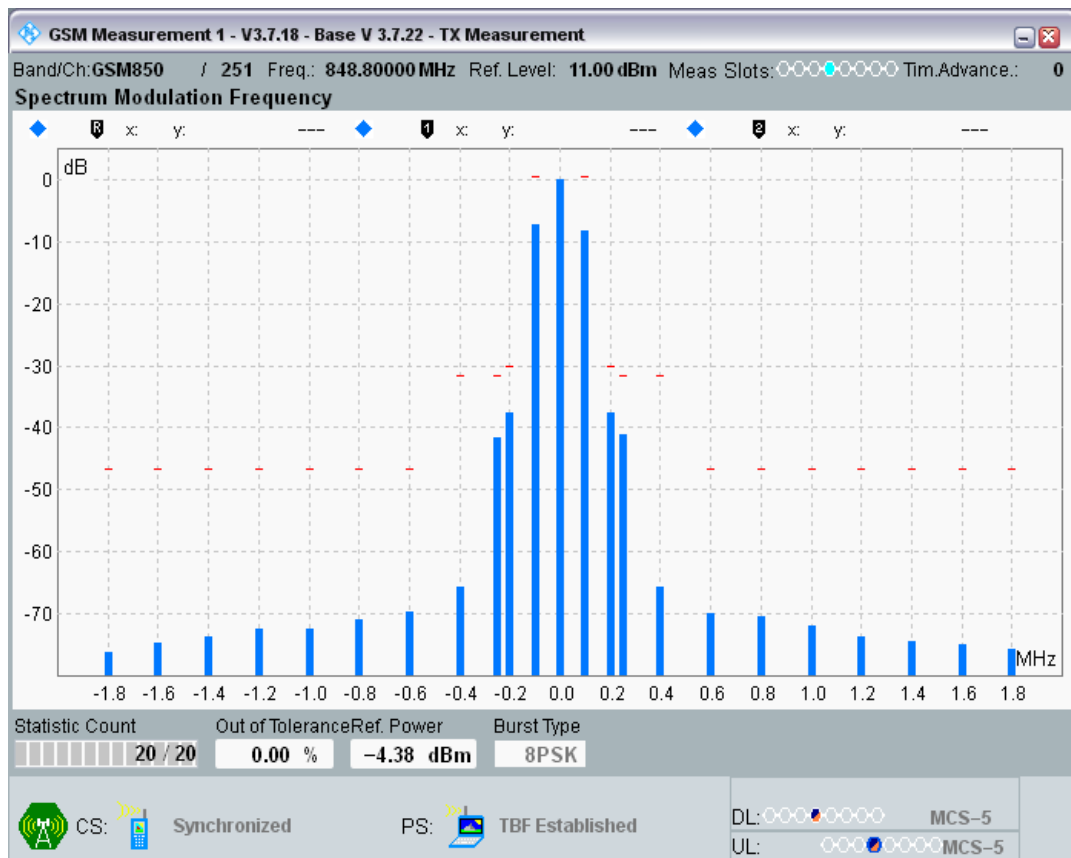 GSM Measurement 1 - V3.7.18 - Base V 3.7.22 - TX Measurement
Band/Ch:GSM850 / 251 Freq.: 848.80000 MHz Ref. Level: 11.00 dBm Meas Slots: Tim.Advance.: 0
Spectrum Modulation Frequency
R x: y: --- 1 x: y: --- 2 x: y: ---
dB
0
-10
-20
-30
-40
-50
-60
-70
MHz
-1.8 -1.6 -1.4 -1.2 -1.0 -0.8 -0.6 -0.4 -0.2 0.0 0.2 0.4 0.6 0.8 1.0 1.2 1.4 1.6 1.8
Statistic Count Out of Tolerance Ref. Power Burst Type
20 / 20 0.00 % −4.38 dBm 8PSK
CS: Synchronized PS: TBF Established
DL: MCS−5
UL: MCS−5